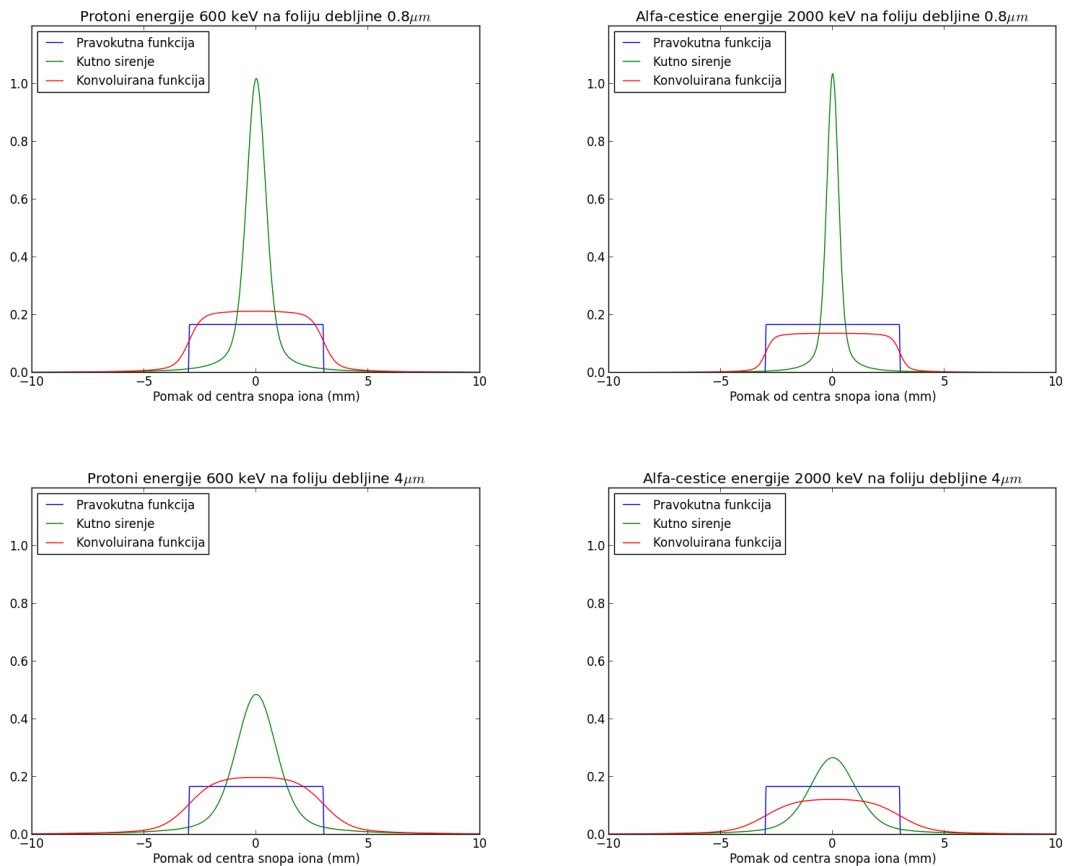 Protoni energije 600 keV na foliju debljine 0.8μm
Pravokutna funkcija
Kutno sirenje
Konvoluirana funkcija
1.0
0.8
0.6
0.4
0.2
0.0
−10 −5 0 5 10
Pomak od centra snopa iona (mm)
Alfa-cestice energije 2000 keV na foliju debljine 0.8μm
Pravokutna funkcija
Kutno sirenje
Konvoluirana funkcija
1.0
0.8
0.6
0.4
0.2
0.0
−10 −5 0 5 10
Pomak od centra snopa iona (mm)
Protoni energije 600 keV na foliju debljine 4μm
Pravokutna funkcija
Kutno sirenje
Konvoluirana funkcija
1.0
0.8
0.6
0.4
0.2
0.0
−10 −5 0 5 10
Pomak od centra snopa iona (mm)
Alfa-cestice energije 2000 keV na foliju debljine 4μm
Pravokutna funkcija
Kutno sirenje
Konvoluirana funkcija
1.0
0.8
0.6
0.4
0.2
0.0
−10 −5 0 5 10
Pomak od centra snopa iona (mm)